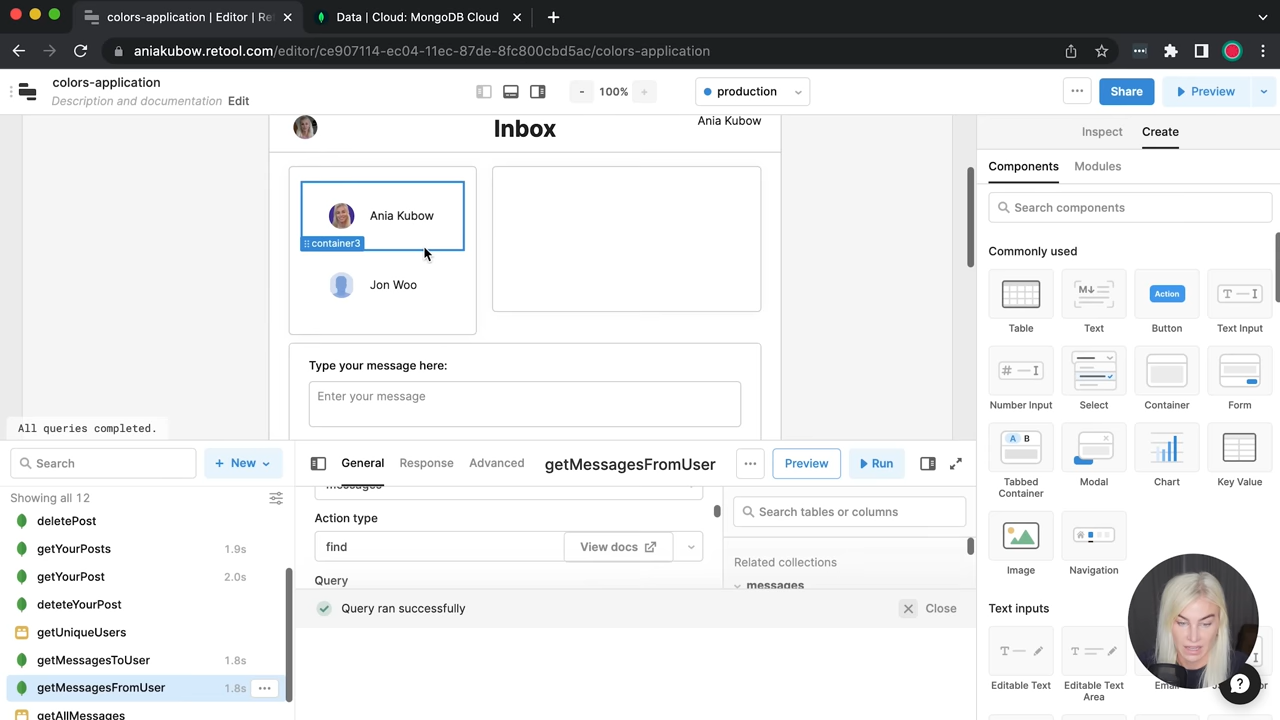 colors-application | Editor | Re
Data | Cloud: MongoDB Cloud
aniakubow.retool.com/editor/ce907114-ec04-11ec-87de-8fc800cbd5ac/colors-application
colors-application
Description and documentation Edit
100%
production
Share
Preview
Inbox
Ania Kubow
Inspect
Create
Components
Modules
Search components
Ania Kubow
container3
Jon Woo
Commonly used
Table
Text
Action
Button
Text Input
Type your message here:
Enter your message
Number Input
Select
Container
Form
All queries completed.
Search
New
General
Response
Advanced
getMessagesFromUser
Preview
Run
Tabbed Container
Modal
Chart
Key Value
Showing all 12
messages
Search tables or columns
deletePost
Action type
getYourPosts 1.9s
find
View docs
Image
Navigation
getYourPost 2.0s
Query
Related collections
messages
deteteYourPost
Query ran successfully
Close
Text inputs
getUniqueUsers
getMessagesToUser 1.8s
getMessagesFromUser 1.8s
Editable Text
Editable Text Area
getAllMessages